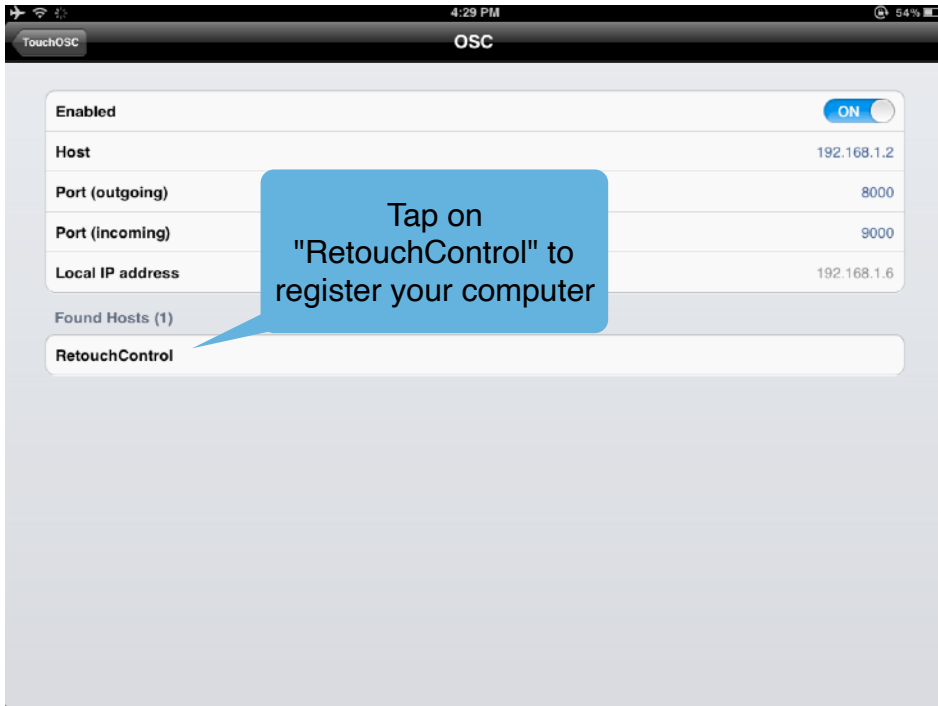 4:29 PM
54%
TouchOSC
OSC
Enabled
ON
Host
192.168.1.2
Port (outgoing)
8000
Port (incoming)
9000
Local IP address
192.168.1.6
Tap on
"RetouchControl" to
register your computer
Found Hosts (1)
RetouchControl